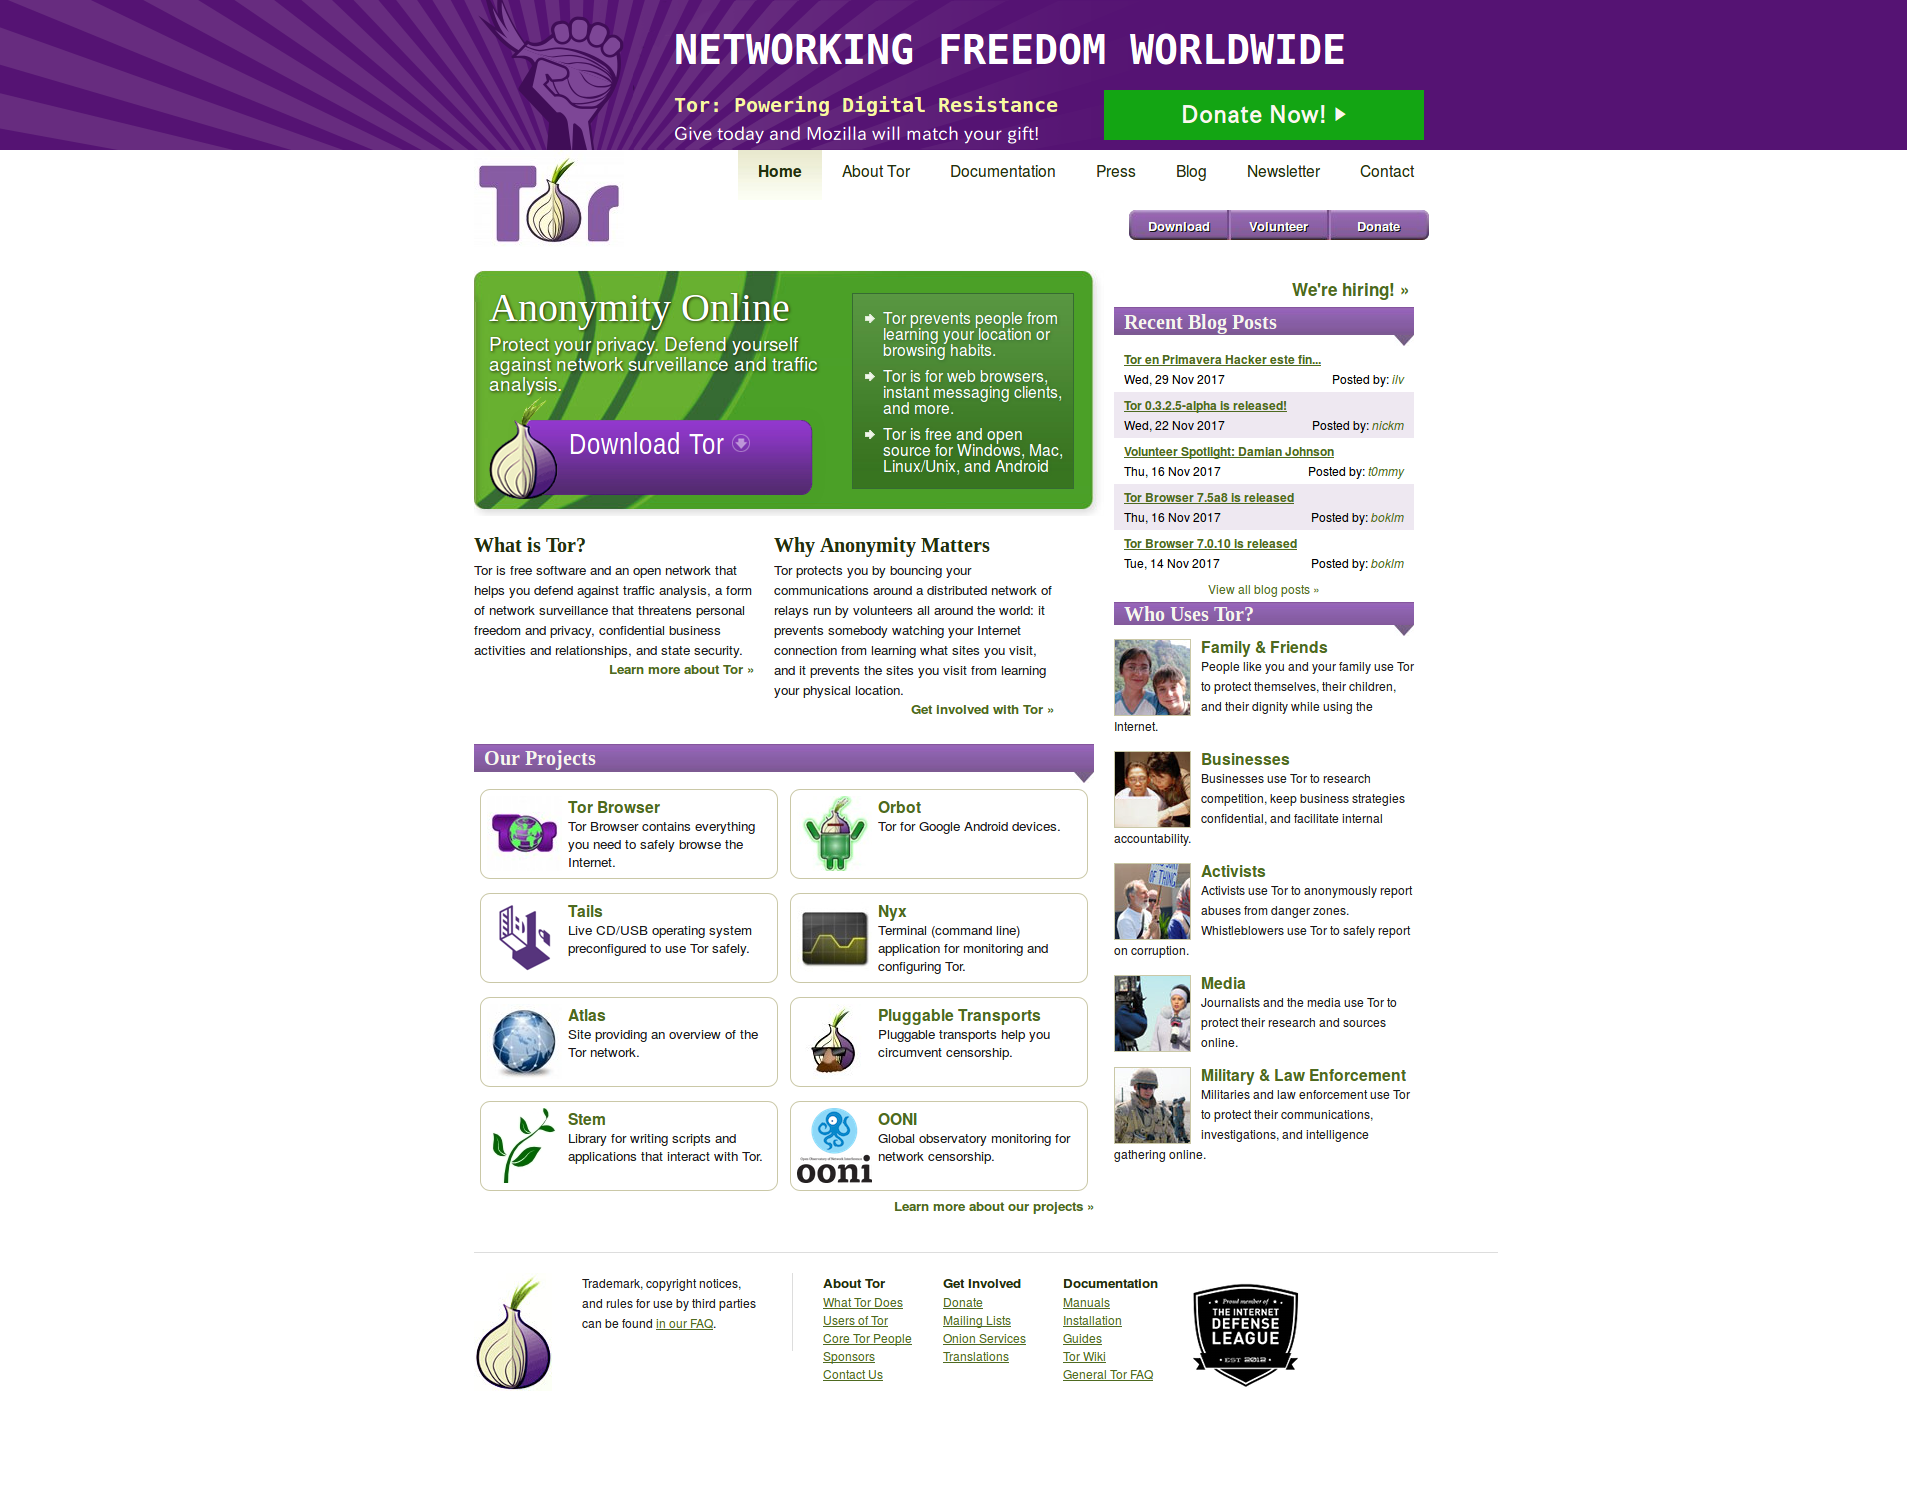 NETWORKING FREEDOM WORLDWIDE
Tor: Powering Digital Resistance
Give today and Mozilla will match your gift!
Donate Now!
Tor
Home
About Tor
Documentation
Press
Blog
Newsletter
Contact
Download
Volunteer
Donate
Anonymity Online
Protect your privacy. Defend yourself
against network surveillance and traffic
analysis.
Download Tor
Tor prevents people from
learning your location or
browsing habits.
Tor is for web browsers,
instant messaging clients,
and more.
Tor is free and open
source for Windows, Mac,
Linux/Unix, and Android
What is Tor?
Tor is free software and an open network that
helps you defend against traffic analysis, a form
of network surveillance that threatens personal
freedom and privacy, confidential business
activities and relationships, and state security.
Learn more about Tor »
Why Anonymity Matters
Tor protects you by bouncing your
communications around a distributed network of
relays run by volunteers all around the world: it
prevents somebody watching your Internet
connection from learning what sites you visit,
and it prevents the sites you visit from learning
your physical location.
Get involved with Tor »
Our Projects
Tor
Tor Browser
Tor Browser contains everything
you need to safely browse the
Internet.
Orbot
Tor for Google Android devices.
Tails
Live CD/USB operating system
preconfigured to use Tor safely.
Nyx
Terminal (command line)
application for monitoring and
configuring Tor.
Atlas
Site providing an overview of the
Tor network.
Pluggable Transports
Pluggable transports help you
circumvent censorship.
Stem
Library for writing scripts and
applications that interact with Tor.
Open Observatory of Network Interference
ooni
OONI
Global observatory monitoring for
network censorship.
Learn more about our projects »
We're hiring! »
Recent Blog Posts
Tor en Primavera Hacker este fin...
Wed, 29 Nov 2017 Posted by: ilv
Tor 0.3.2.5-alpha is released!
Wed, 22 Nov 2017 Posted by: nickm
Volunteer Spotlight: Damian Johnson
Thu, 16 Nov 2017 Posted by: t0mmy
Tor Browser 7.5a8 is released
Thu, 16 Nov 2017 Posted by: boklm
Tor Browser 7.0.10 is released
Tue, 14 Nov 2017 Posted by: boklm
View all blog posts »
Who Uses Tor?
Family & Friends
People like you and your family use Tor
to protect themselves, their children,
and their dignity while using the
Internet.
Businesses
Businesses use Tor to research
competition, keep business strategies
confidential, and facilitate internal
accountability.
OF THING
Activists
Activists use Tor to anonymously report
abuses from danger zones.
Whistleblowers use Tor to safely report
on corruption.
Media
Journalists and the media use Tor to
protect their research and sources
online.
Military & Law Enforcement
Militaries and law enforcement use Tor
to protect their communications,
investigations, and intelligence
gathering online.
Trademark, copyright notices,
and rules for use by third parties
can be found in our FAQ.
About Tor
What Tor Does
Users of Tor
Core Tor People
Sponsors
Contact Us
Get Involved
Donate
Mailing Lists
Onion Services
Translations
Documentation
Manuals
Installation
Guides
Tor Wiki
General Tor FAQ
Proud member of
THE INTERNET
DEFENSE
LEAGUE
EST 2012